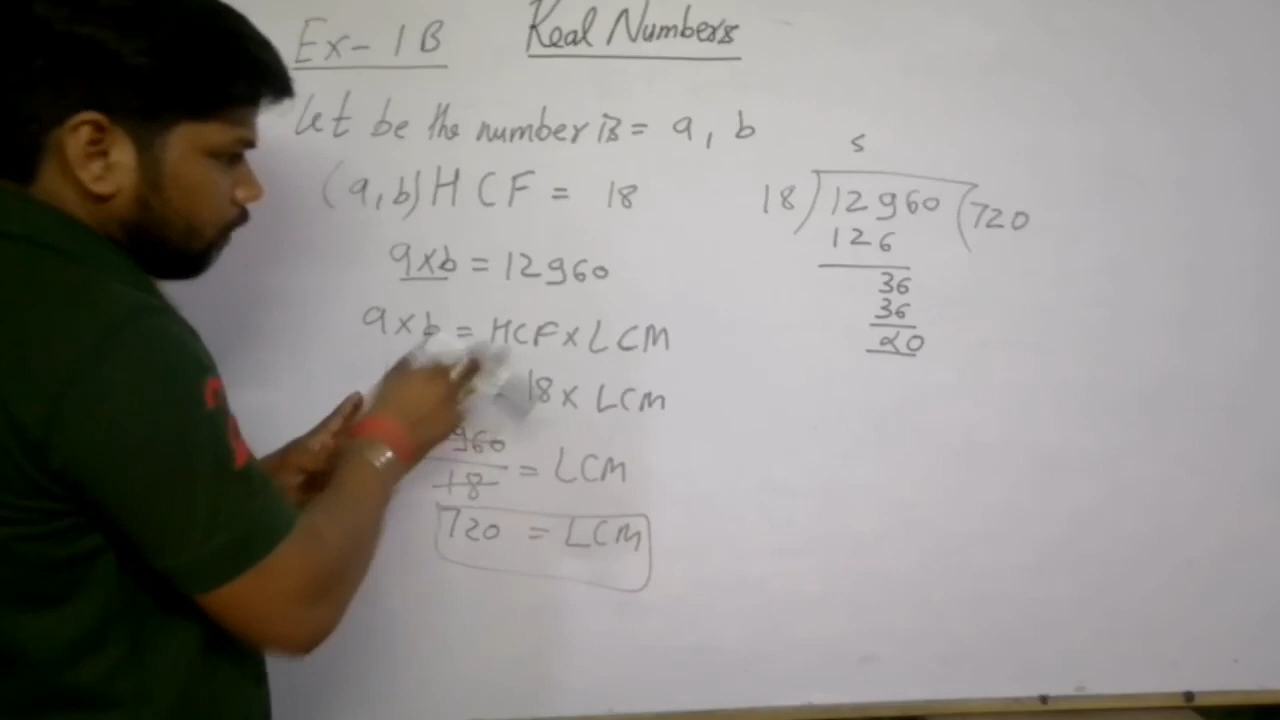 Ex-1B
Real Numbers
Let be the number is = a, b
(a,b) HCF = 18
a×b = 12960
a×b = HCF×LCM
18× LCM
960
18 = LCM
720 = LCM
5
18) 12960 (720
126
36
36
20